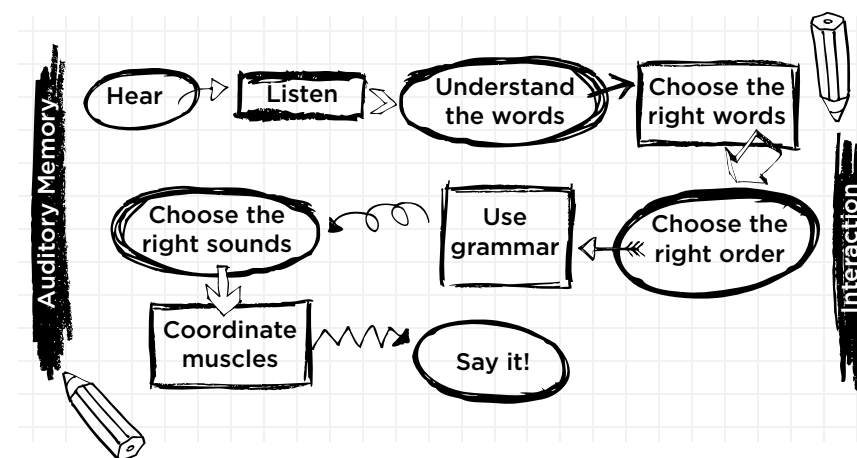 Auditory Memory
Hear
Listen
Understand
the words
Choose the
right words
Choose the
right order
Use
grammar
Choose the
right sounds
Coordinate
muscles
Say it!
Interaction